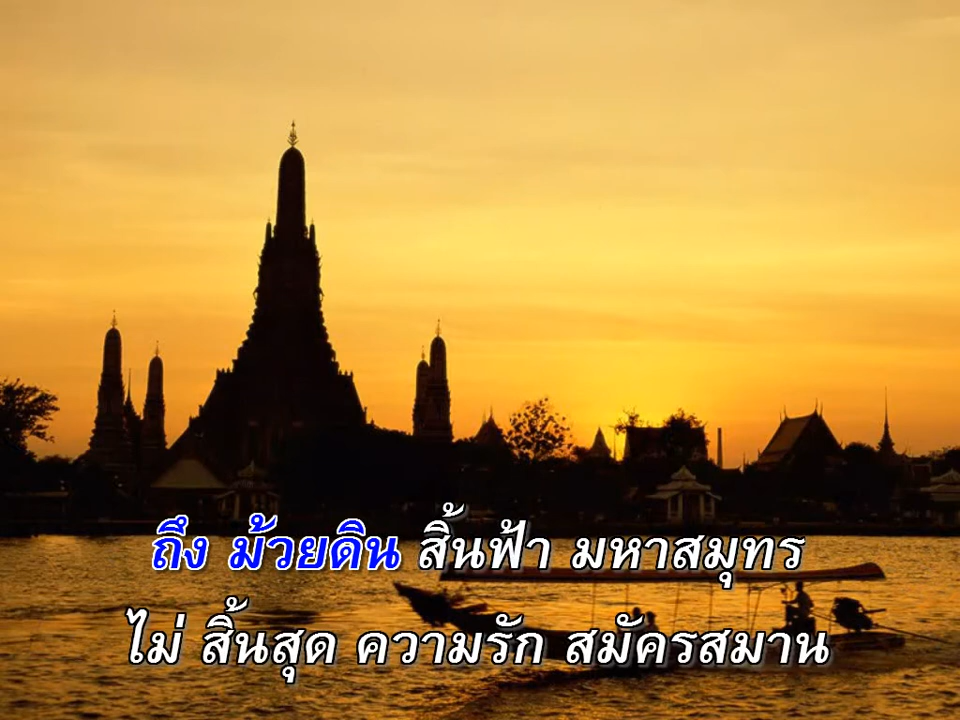 ถึง ม้วยดิน สิ้นฟ้า มหาสมุทร
ไม่ สิ้นสุด ความรัก สมัครสมาน